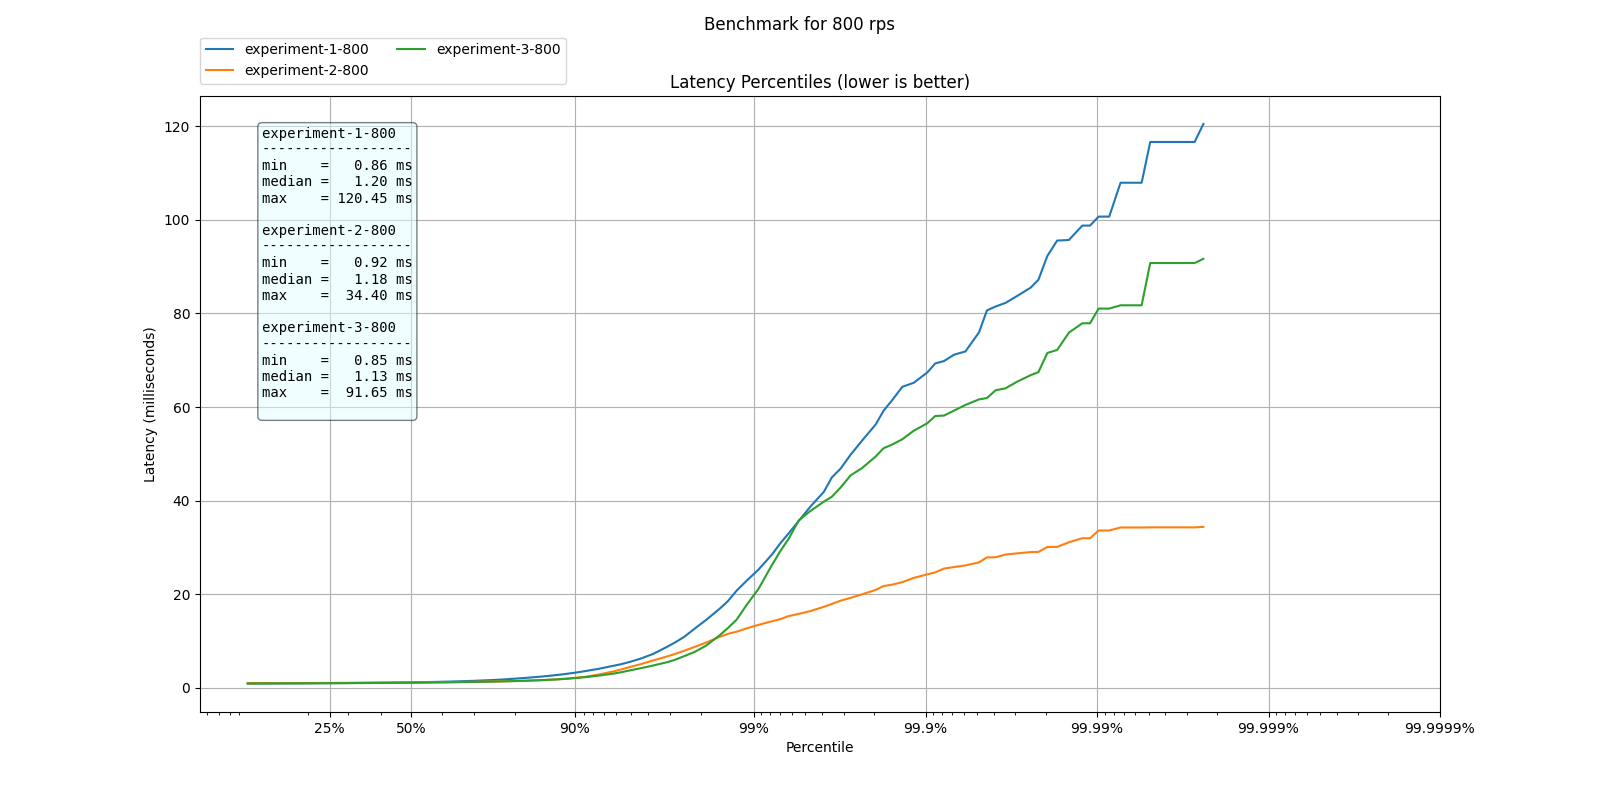 Benchmark for 800 rps
experiment-1-800
experiment-2-800
experiment-3-800
Latency Percentiles (lower is better)
experiment-1-800
------------------
min    =   0.86 ms
median =   1.20 ms
max    = 120.45 ms
experiment-2-800
------------------
min    =   0.92 ms
median =   1.18 ms
max    =  34.40 ms
experiment-3-800
------------------
min    =   0.85 ms
median =   1.13 ms
max    =  91.65 ms
Latency (milliseconds)
120
100
80
60
40
20
0
25% 50% 90% 99% 99.9% 99.99% 99.999% 99.9999%
Percentile